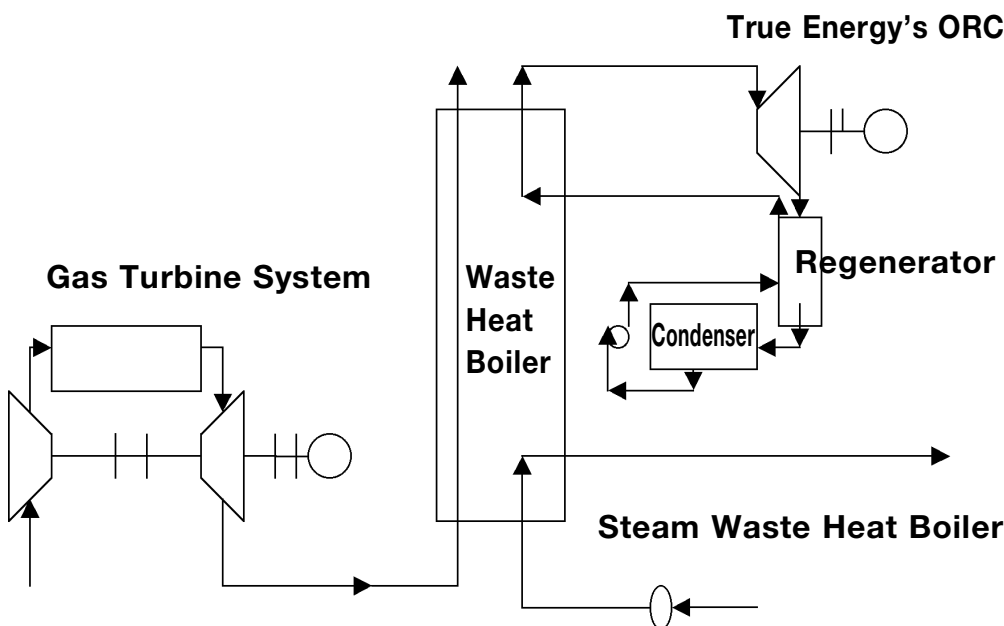 True Energy's ORC
Gas Turbine System
Waste
Heat
Boiler
Regenerator
Condenser
Steam Waste Heat Boiler